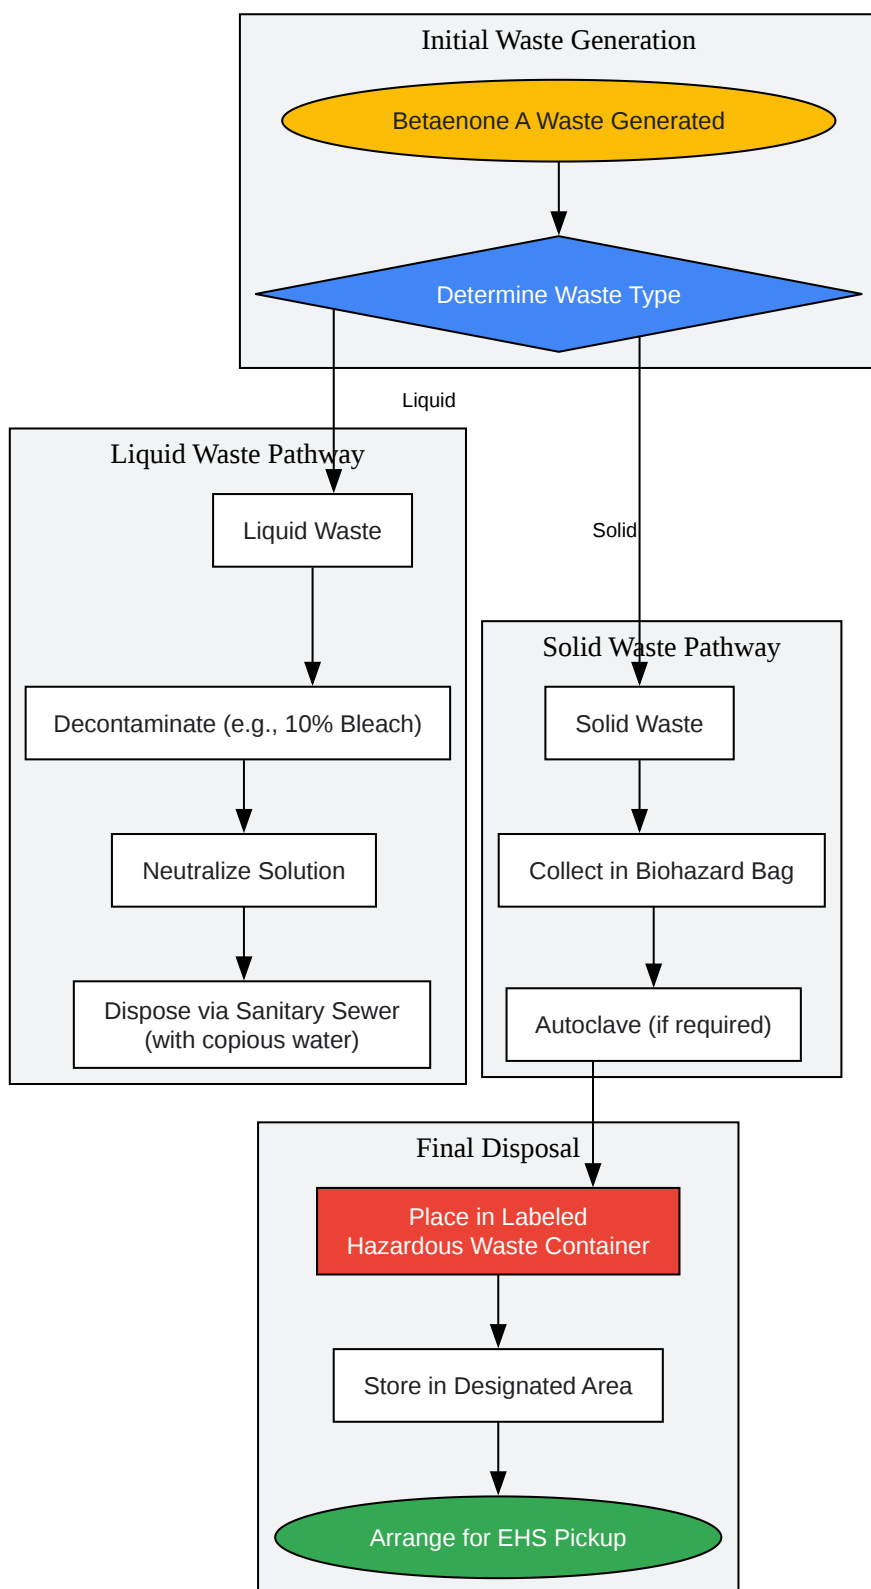 Initial Waste Generation
Betaenone A Waste Generated
Determine Waste Type
Liquid
Liquid Waste Pathway
Liquid Waste
Decontaminate (e.g., 10% Bleach)
Neutralize Solution
Dispose via Sanitary Sewer
(with copious water)
Solid
Solid Waste Pathway
Solid Waste
Collect in Biohazard Bag
Autoclave (if required)
Final Disposal
Place in Labeled
Hazardous Waste Container
Store in Designated Area
Arrange for EHS Pickup